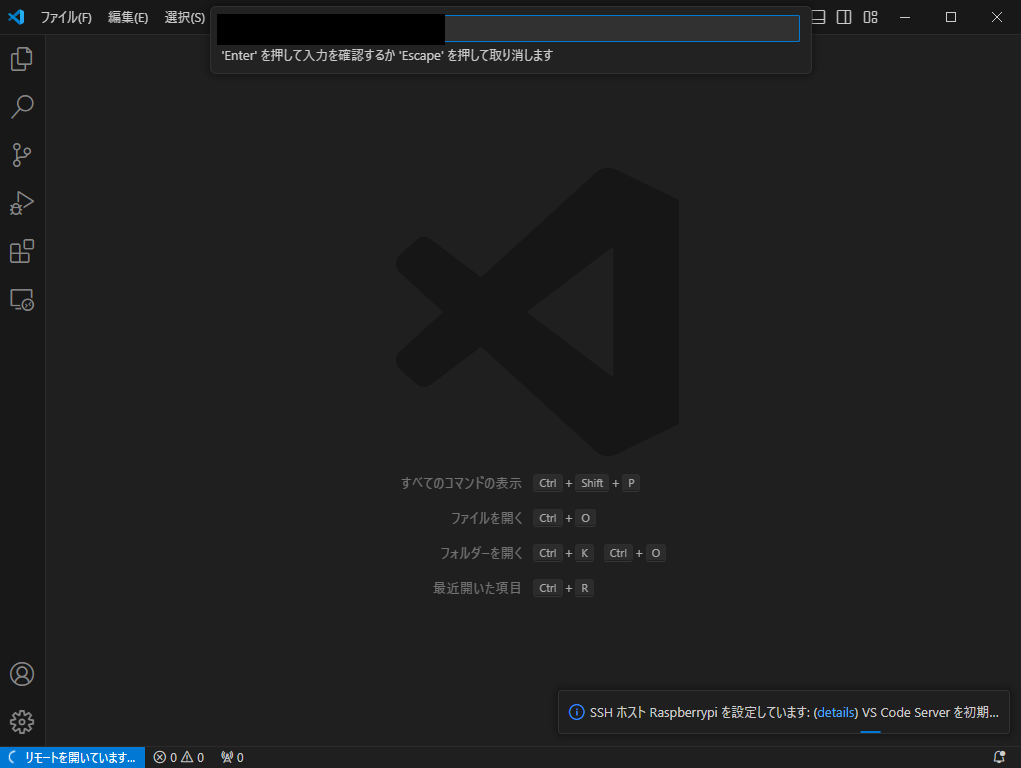 ファイル(F) 編集(E) 選択(S)
'Enter' を押して入力を確認するか 'Escape' を押して取り消します
すべてのコマンドの表示 Ctrl + Shift + P
ファイルを開く Ctrl + O
フォルダーを開く Ctrl + K Ctrl + O
最近開いた項目 Ctrl + R
SSH ホスト Raspberrypi を設定しています: (details) VS Code Server を初期...
リモートを開いています... 0 0 0